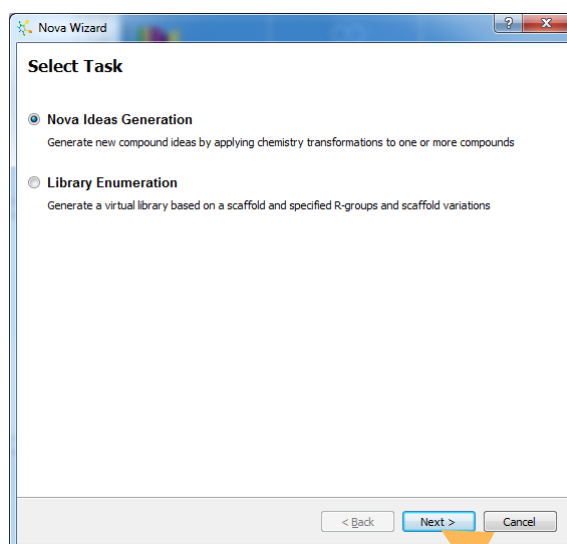 Nova Wizard
?
X
Select Task
Nova Ideas Generation
Generate new compound ideas by applying chemistry transformations to one or more compounds
Library Enumeration
Generate a virtual library based on a scaffold and specified R-groups and scaffold variations
< Back
Next >
Cancel